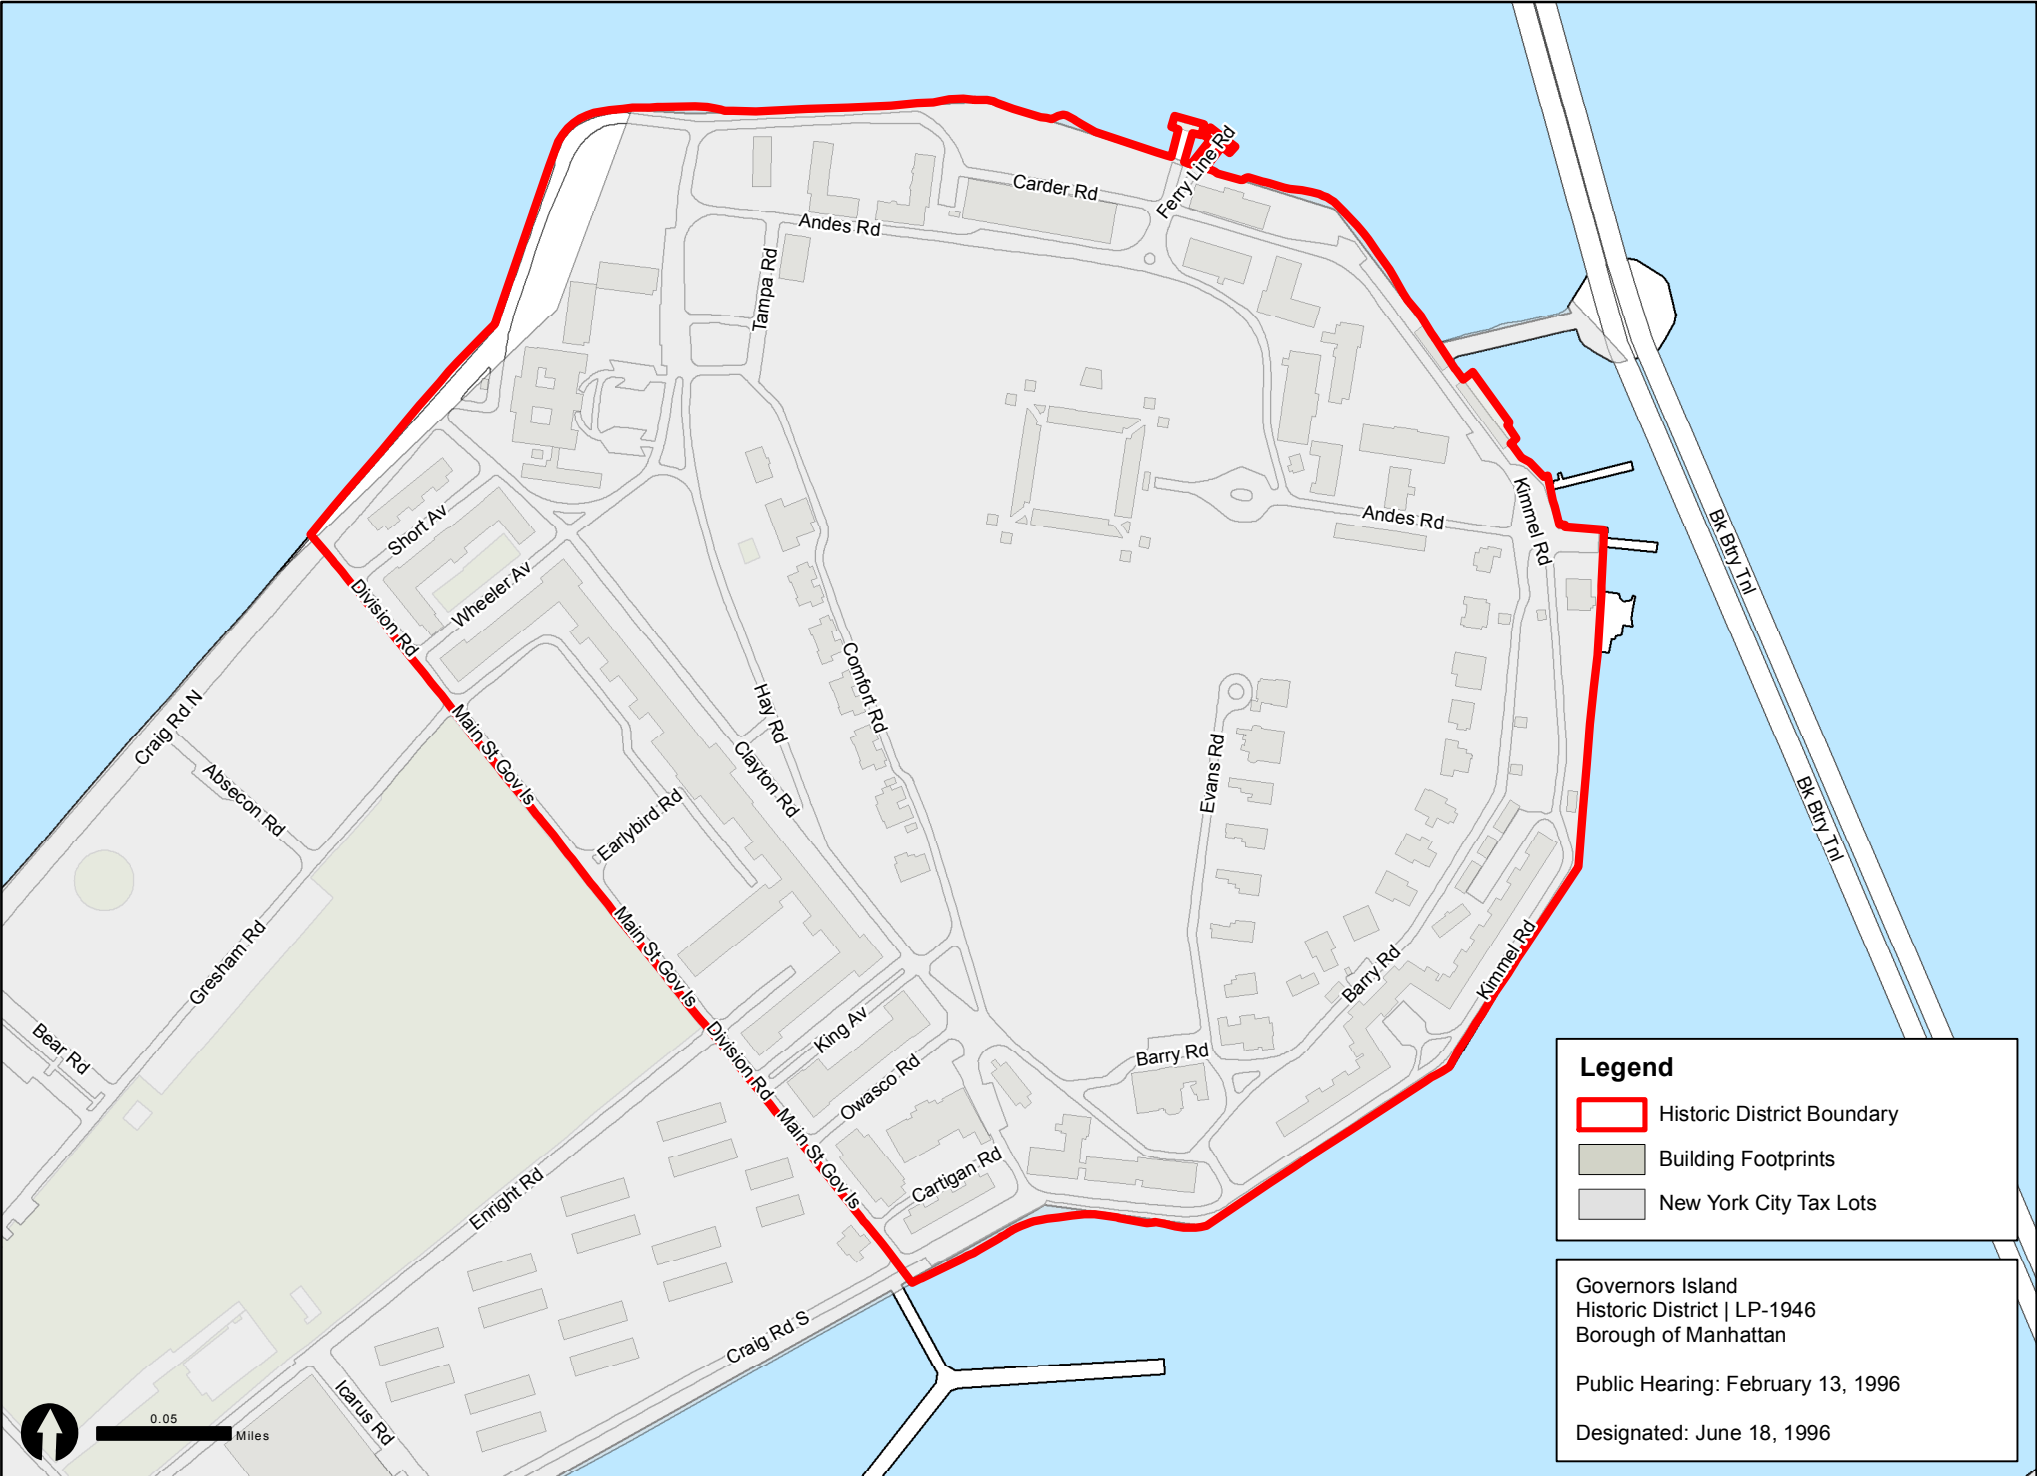 Ferry Line Rd
Carder Rd
Andes Rd
Tampa Rd
Short Av
Wheeler Av
Division Rd
Andes Rd
Kimmel Rd
Bk Btry Tnl
Craig Rd N
Absecon Rd
Main St Gov Is
Hay Rd
Comfort Rd
Clayton Rd
Evans Rd
Earlybird Rd
Bk Btry Tnl
Gresham Rd
Main St Gov Is
Kimmel Rd
Barry Rd
Bear Rd
Division Rd
King Av
Owasco Rd
Barry Rd
Main St Gov Is
Cartigan Rd
Enright Rd
Craig Rd S
Icarus Rd
0.05
Miles
Legend
Historic District Boundary
Building Footprints
New York City Tax Lots
Governors Island
Historic District | LP-1946
Borough of Manhattan
Public Hearing: February 13, 1996
Designated: June 18, 1996